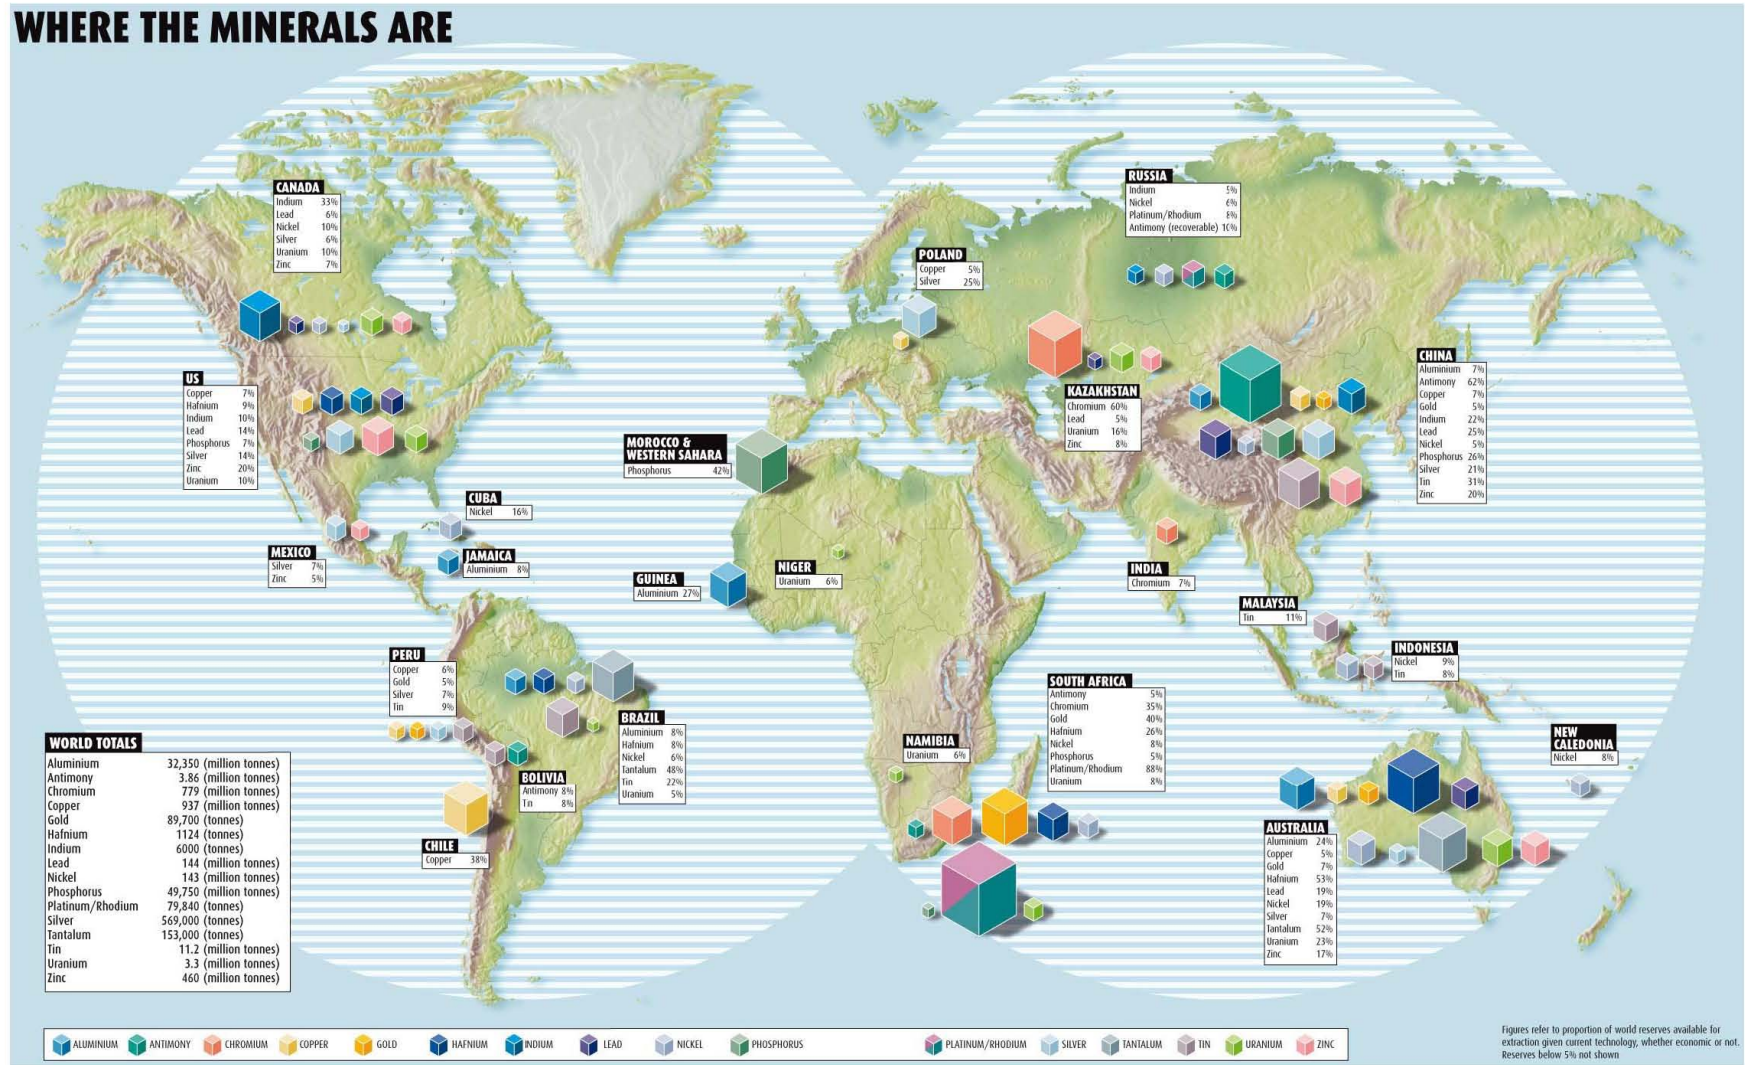 WHERE THE MINERALS ARE
CANADA
Indium 33%
Lead 6%
Nickel 10%
Silver 6%
Uranium 10%
Zinc 7%
RUSSIA
Indium 5%
Nickel 6%
Platinum/Rhodium 8%
Antimony (recoverable) 10%
POLAND
Copper 5%
Silver 25%
US
Copper 7%
Hafnium 9%
Indium 10%
Lead 14%
Phosphorus 7%
Silver 14%
Zinc 20%
Uranium 10%
KAZAKHSTAN
Chromium 60%
Lead 5%
Uranium 16%
Zinc 8%
CHINA
Aluminium 7%
Antimony 62%
Copper 7%
Gold 5%
Indium 22%
Lead 25%
Nickel 5%
Phosphorus 26%
Silver 21%
Tin 31%
Zinc 20%
MOROCCO &
WESTERN SAHARA
Phosphorus 42%
CUBA
Nickel 16%
MEXICO
Silver 7%
Zinc 5%
JAMAICA
Aluminium 8%
GUINEA
Aluminium 27%
NIGER
Uranium 6%
INDIA
Chromium 7%
MALAYSIA
Tin 11%
INDONESIA
Nickel 9%
Tin 8%
PERU
Copper 6%
Gold 5%
Silver 7%
Tin 9%
BRAZIL
Aluminium 8%
Hafnium 8%
Nickel 6%
Tantalum 48%
Tin 22%
Uranium 5%
BOLIVIA
Antimony 8%
Tin 8%
CHILE
Copper 38%
NAMIBIA
Uranium 6%
SOUTH AFRICA
Antimony 5%
Chromium 35%
Gold 40%
Hafnium 26%
Nickel 8%
Phosphorus 5%
Platinum/Rhodium 88%
Uranium 8%
NEW
CALEDONIA
Nickel 8%
AUSTRALIA
Aluminium 24%
Copper 5%
Gold 7%
Hafnium 53%
Lead 19%
Nickel 19%
Silver 7%
Tantalum 52%
Uranium 23%
Zinc 17%
WORLD TOTALS
Aluminium 32,350 (million tonnes)
Antimony 3.86 (million tonnes)
Chromium 779 (million tonnes)
Copper 937 (million tonnes)
Gold 89,700 (tonnes)
Hafnium 1124 (tonnes)
Indium 6000 (tonnes)
Lead 144 (million tonnes)
Nickel 143 (million tonnes)
Phosphorus 49,750 (million tonnes)
Platinum/Rhodium 79,840 (tonnes)
Silver 569,000 (tonnes)
Tantalum 153,000 (tonnes)
Tin 11.2 (million tonnes)
Uranium 3.3 (million tonnes)
Zinc 460 (million tonnes)
ALUMINIUM ANTIMONY CHROMIUM COPPER GOLD HAFNIUM INDIUM LEAD NICKEL PHOSPHORUS PLATINUM/RHODIUM SILVER TANTALUM TIN URANIUM ZINC
Figures refer to proportion of world reserves available for
extraction given current technology, whether economic or not.
Reserves below 5% not shown